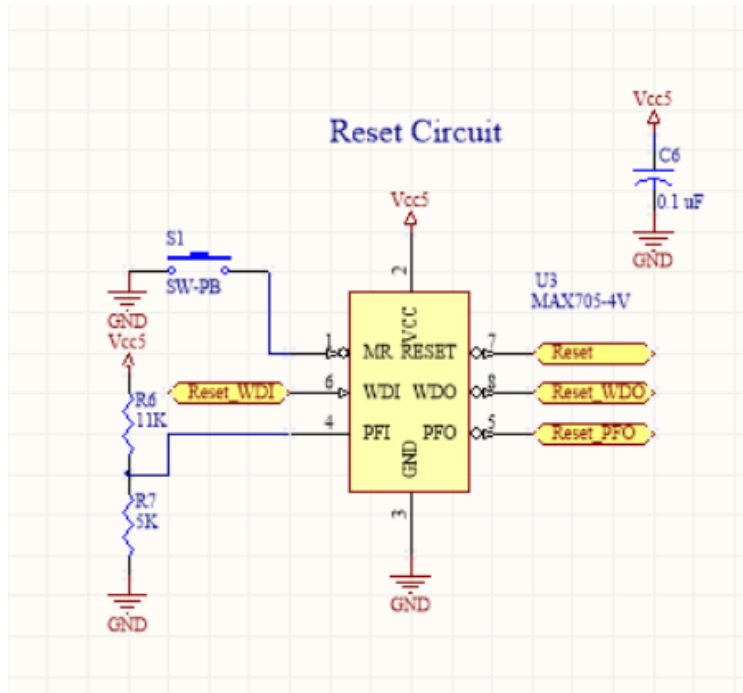 Reset Circuit
Vcc5
C6
0.1 uF
GND
Vcc5
S1
SW-PB
GND
2
VCC
U3
MAX705-4V
1
MR
RESET
7
Reset
Reset_WDI
6
WDI
WDO
8
Reset_WDO
4
PFI
PFO
5
Reset_PFO
GND
3
GND
Vcc5
R6
11K
R7
5K
GND